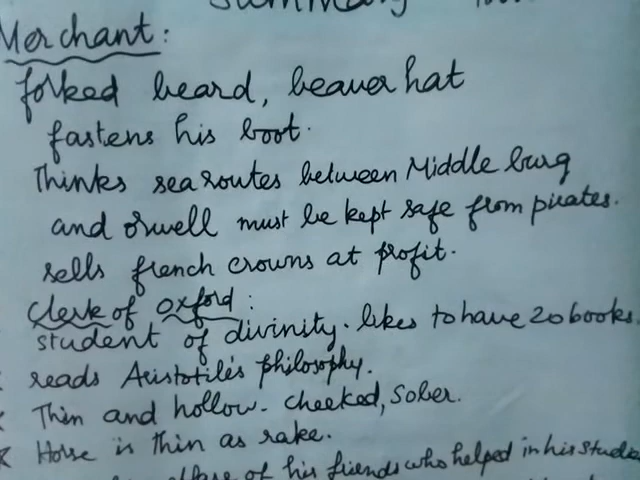 Summary
Merchant:
forked beard, beaver hat
fastens his boot.
Thinks sea routes between Middle burg
and orwell must be kept safe from pirates.
sells french crowns at profit.
Clerk of Oxford:
student of divinity. likes to have 20 books.
reads Aristotile's philosophy.
Thin and hollow-cheeked, Sober.
Horse is thin as rake.
of his friends who helped in his studies